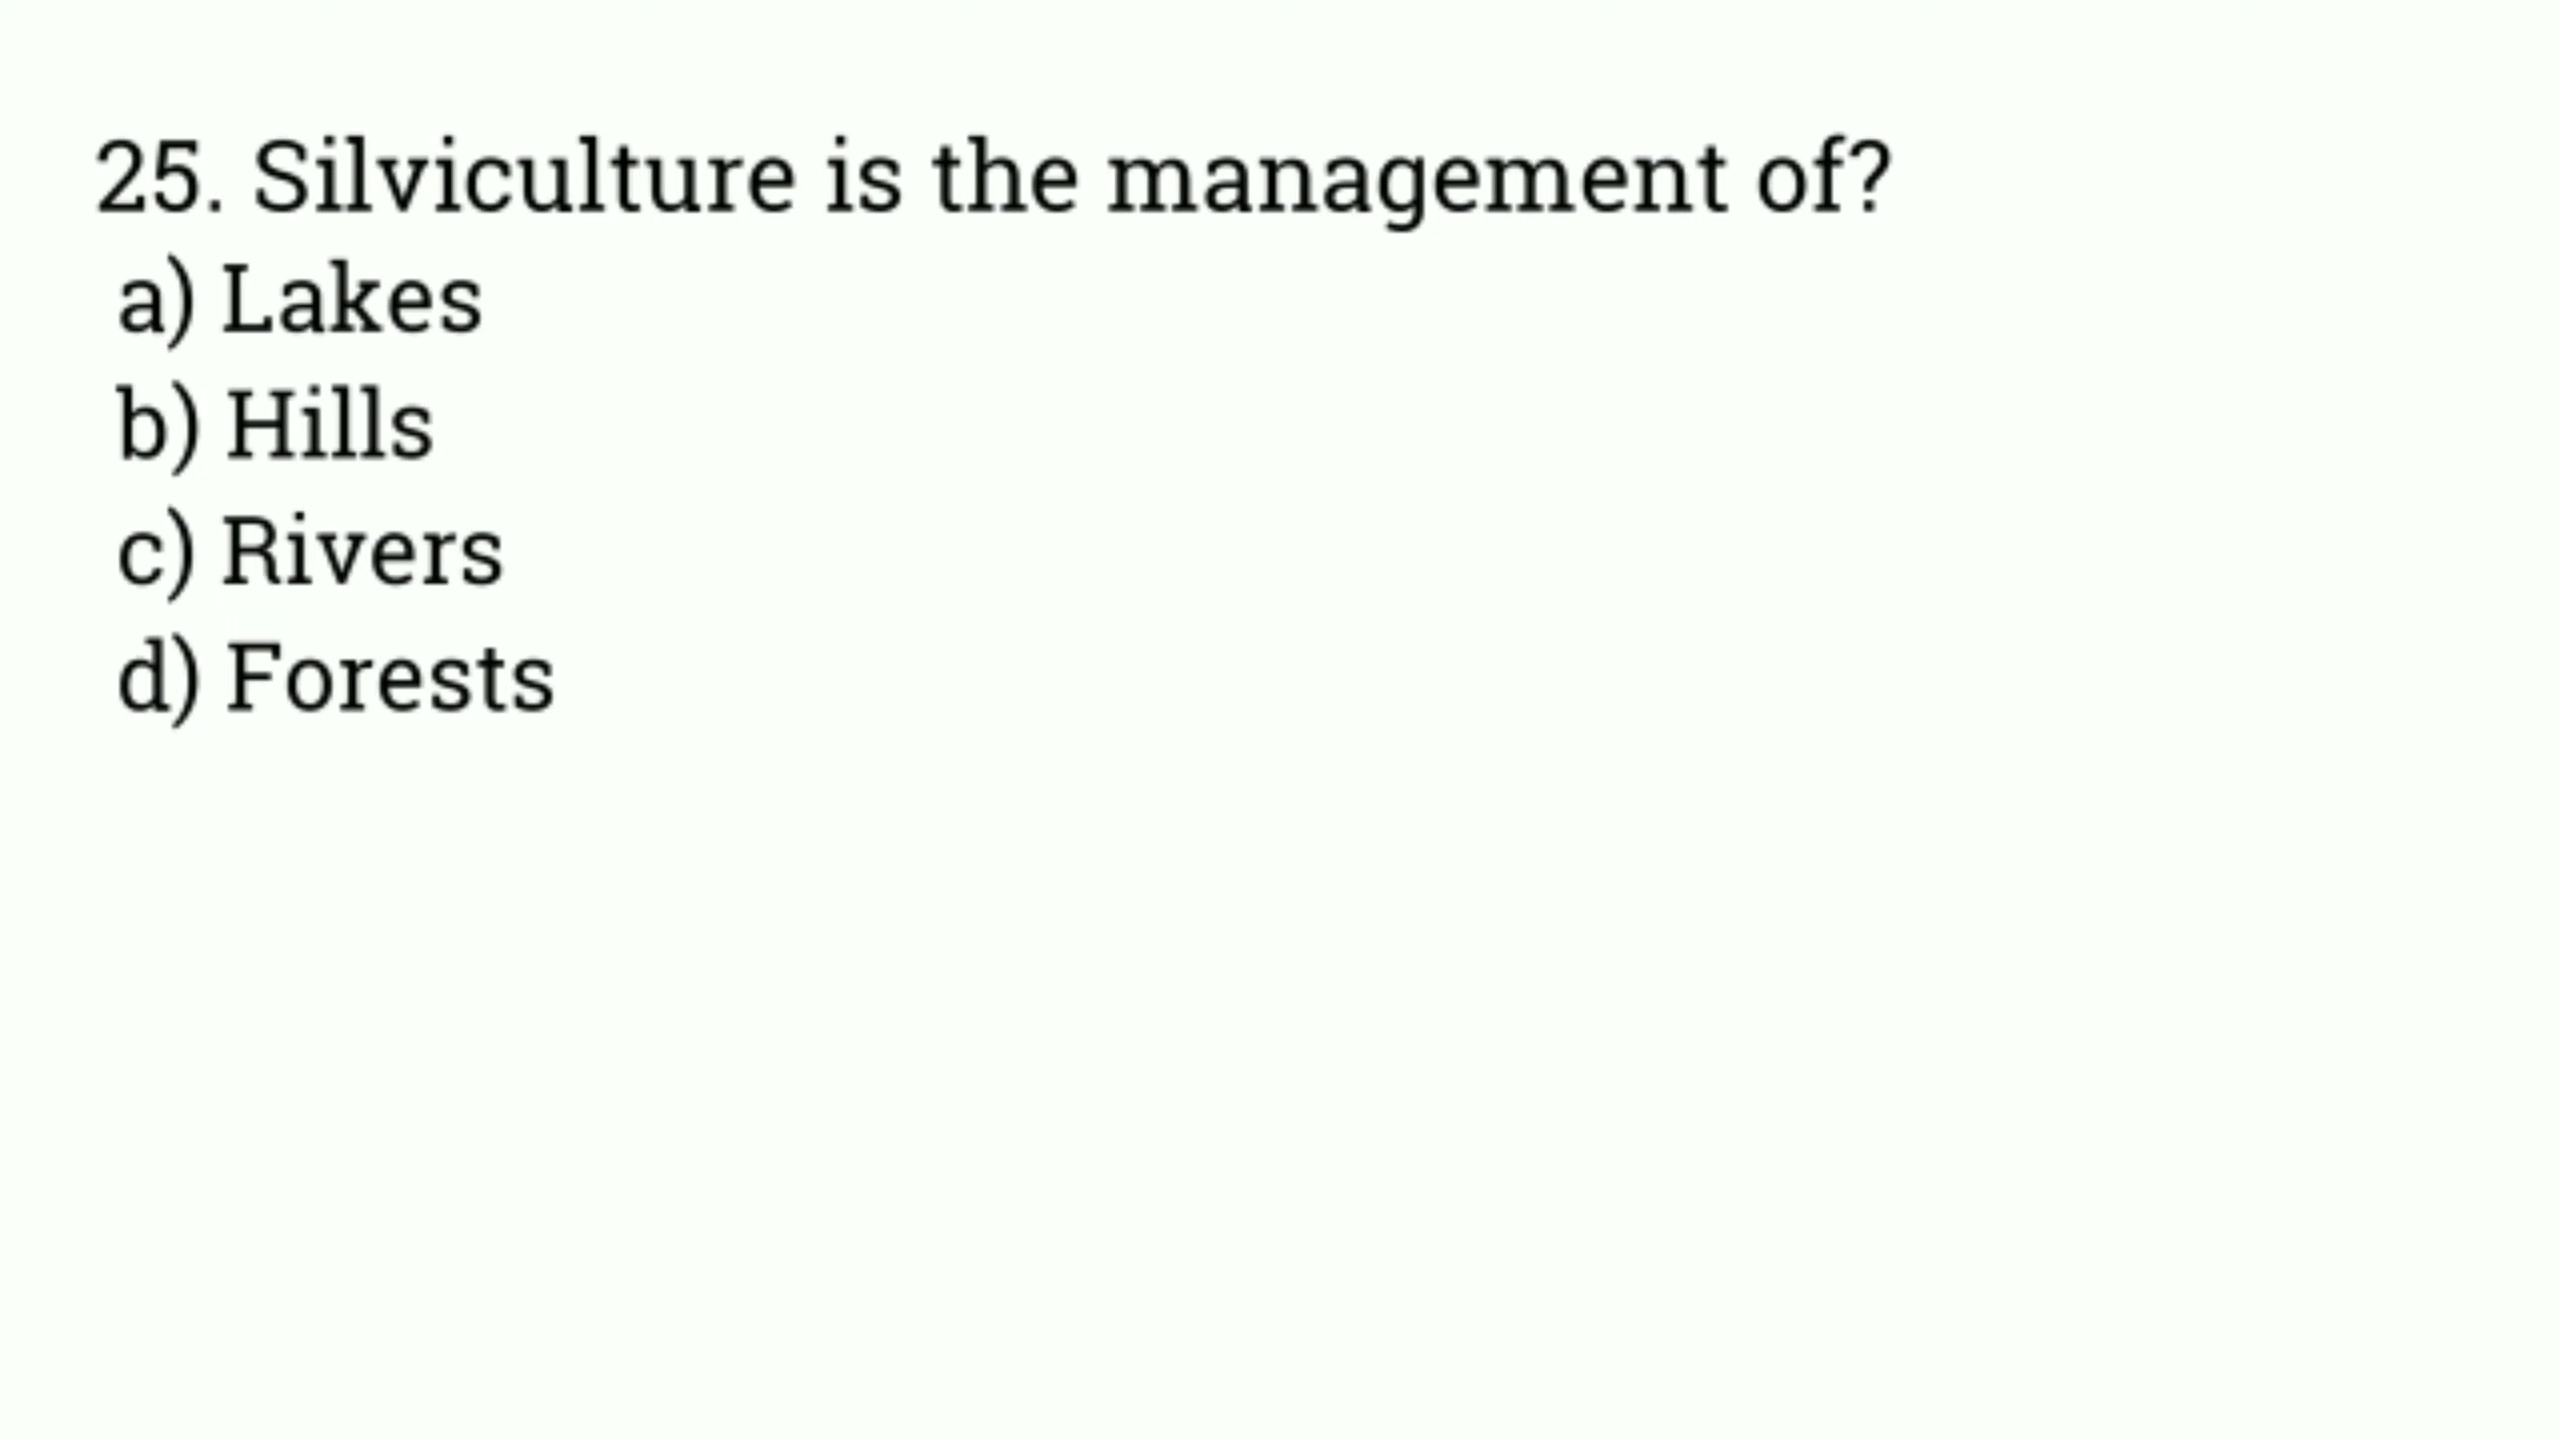 25. Silviculture is the management of?
a) Lakes
b) Hills
c) Rivers
d) Forests